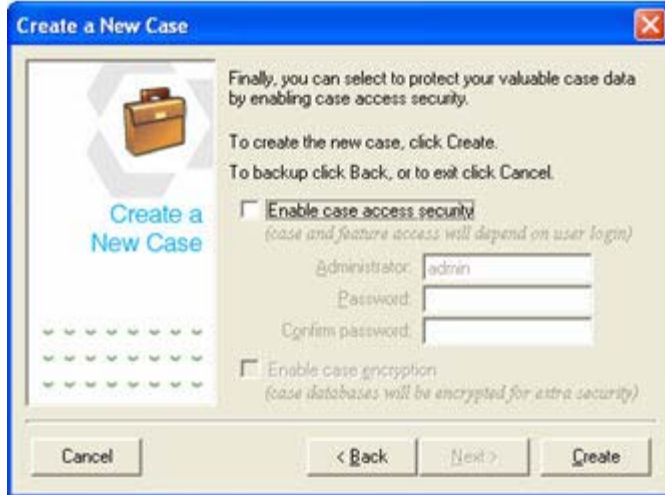 Create a New Case
Finally, you can select to protect your valuable case data
by enabling case access security.
To create the new case, click Create.
To backup click Back, or to exit click Cancel.
Create a
New Case
Enable case access security
(case and feature access will depend on user login)
Administrator: admin
Password:
Confirm password:
Enable case encryption
(case databases will be encrypted for extra security)
Cancel
< Back
Next >
Create